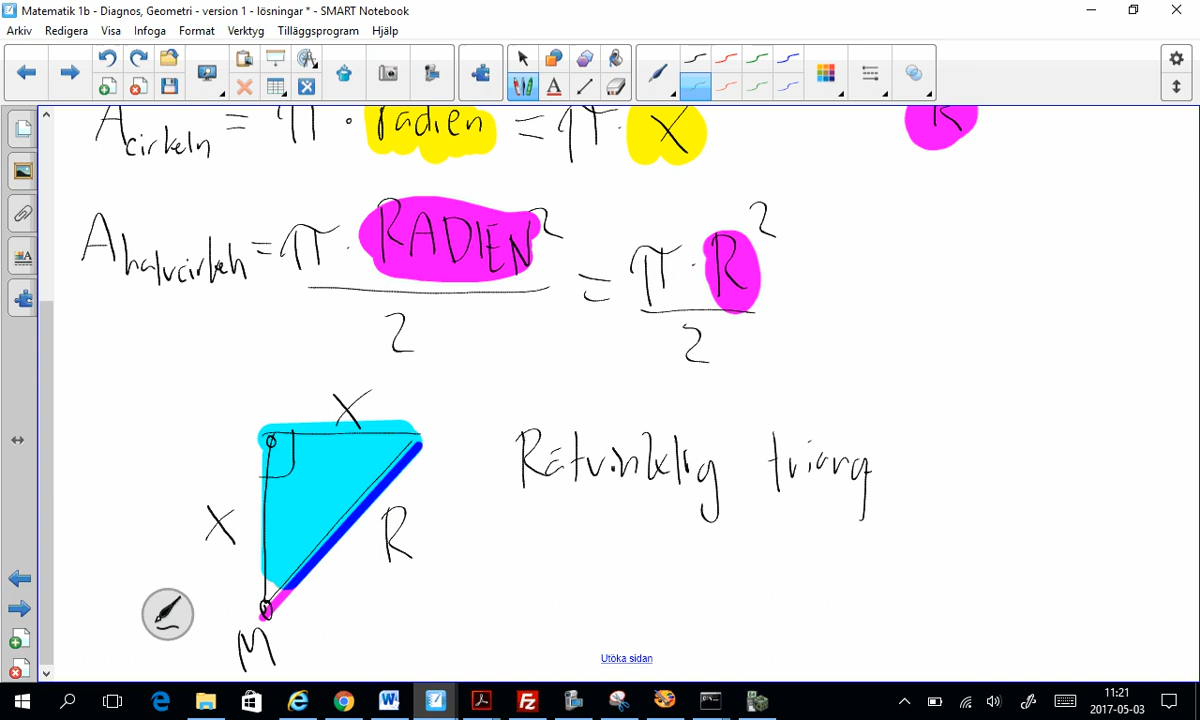 Matematik 1b - Diagnos, Geometri - version 1 - lösningar * - SMART Notebook
Arkiv Redigera Visa Infoga Format Verktyg Tilläggsprogram Hjälp
A cirkeln = π · radien = π · x
R
A halvcirkeln = π · RADIEN² / 2 = π · R² / 2
X
Rätvinklig triang
X
R
M
Utöka sidan
11:21
2017-05-03